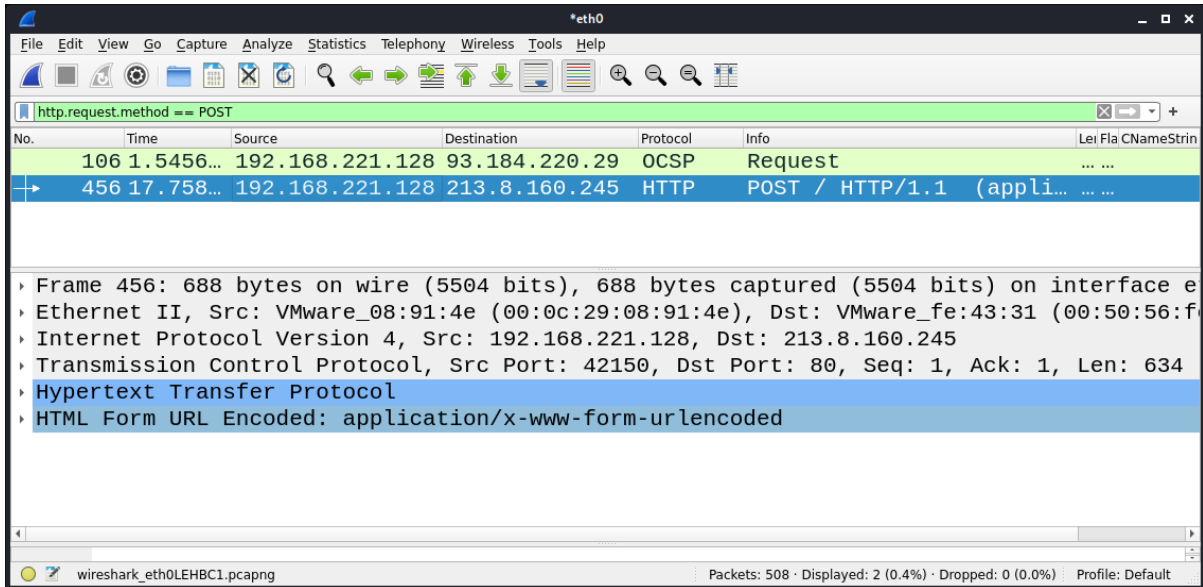 *eth0
File Edit View Go Capture Analyze Statistics Telephony Wireless Tools Help
http.request.method == POST
No. Time Source Destination Protocol Info Ler Fla CNameStrin
106 1.5456… 192.168.221.128 93.184.220.29 OCSP Request … …
456 17.758… 192.168.221.128 213.8.160.245 HTTP POST / HTTP/1.1 (appli… … …
Frame 456: 688 bytes on wire (5504 bits), 688 bytes captured (5504 bits) on interface e
Ethernet II, Src: VMware_08:91:4e (00:0c:29:08:91:4e), Dst: VMware_fe:43:31 (00:50:56:f
Internet Protocol Version 4, Src: 192.168.221.128, Dst: 213.8.160.245
Transmission Control Protocol, Src Port: 42150, Dst Port: 80, Seq: 1, Ack: 1, Len: 634
Hypertext Transfer Protocol
HTML Form URL Encoded: application/x-www-form-urlencoded
wireshark_eth0LEHBC1.pcapng Packets: 508 · Displayed: 2 (0.4%) · Dropped: 0 (0.0%) Profile: Default